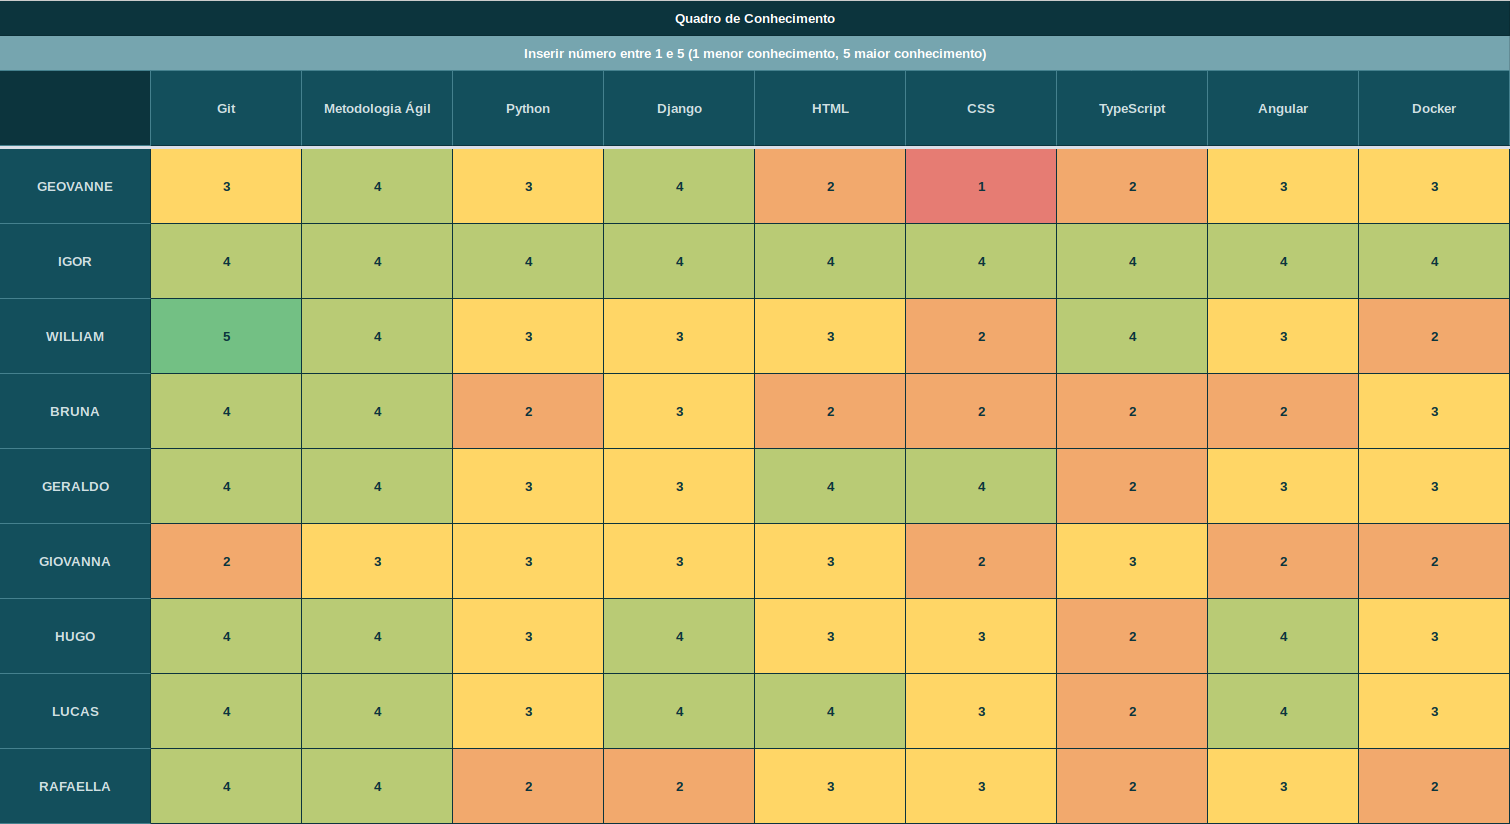 Quadro de Conhecimento
Inserir número entre 1 e 5 (1 menor conhecimento, 5 maior conhecimento)
Git Metodologia Ágil Python Django HTML CSS TypeScript Angular Docker
GEOVANNE 3 4 3 4 2 1 2 3 3
IGOR 4 4 4 4 4 4 4 4 4
WILLIAM 5 4 3 3 3 2 4 3 2
BRUNA 4 4 2 3 2 2 2 2 3
GERALDO 4 4 3 3 4 4 2 3 3
GIOVANNA 2 3 3 3 3 2 3 2 2
HUGO 4 4 3 4 3 3 2 4 3
LUCAS 4 4 3 4 4 3 2 4 3
RAFAELLA 4 4 2 2 3 3 2 3 2